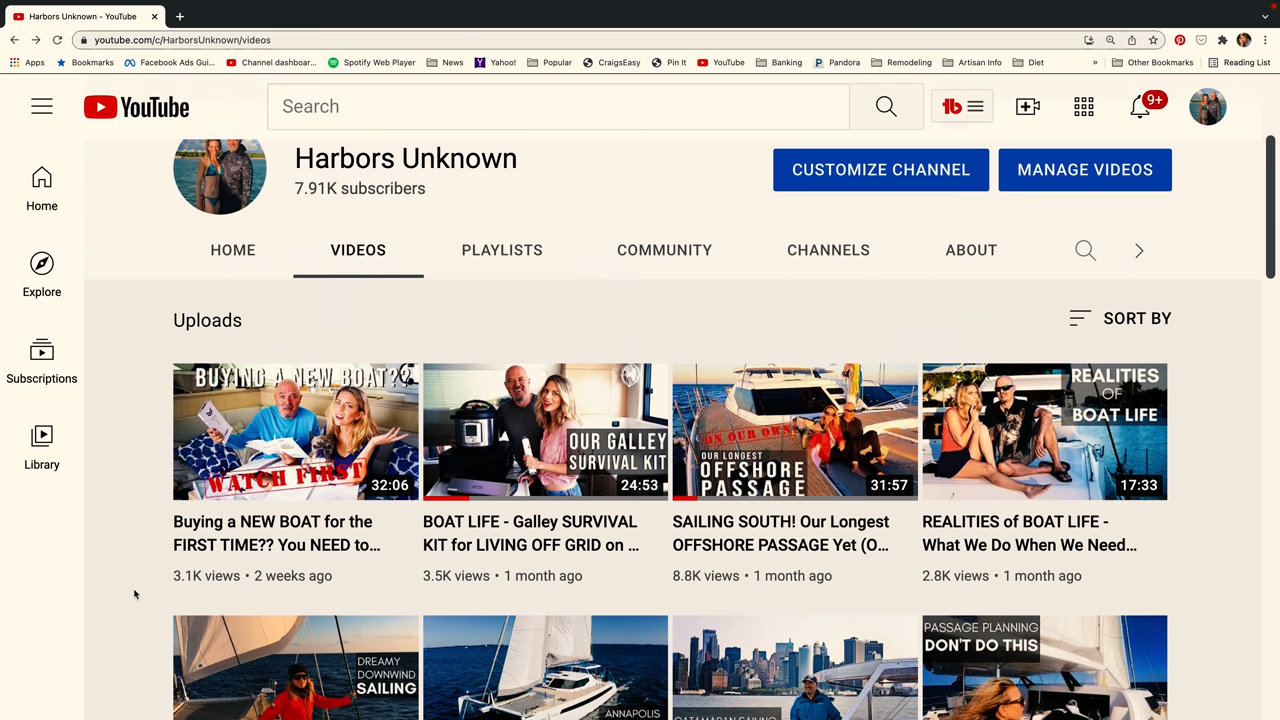 Harbors Unknown - YouTube
youtube.com/c/HarborsUnknown/videos
Apps Bookmarks Facebook Ads Gui... Channel dashboar... Spotify Web Player News Yahoo! Popular CraigsEasy Pin It YouTube Banking Pandora Remodeling Artisan Info Diet » Other Bookmarks Reading List
YouTube
Search
9+
Harbors Unknown
7.91K subscribers
CUSTOMIZE CHANNEL
MANAGE VIDEOS
Home
Explore
Subscriptions
Library
HOME VIDEOS PLAYLISTS COMMUNITY CHANNELS ABOUT
Uploads
SORT BY
BUYING A NEW BOAT??
WATCH FIRST
32:06
Buying a NEW BOAT for the
FIRST TIME?? You NEED to...
3.1K views • 2 weeks ago
OUR GALLEY
SURVIVAL KIT
24:53
BOAT LIFE - Galley SURVIVAL
KIT for LIVING OFF GRID on ...
3.5K views • 1 month ago
ON OUR OWN
OUR LONGEST
OFFSHORE
PASSAGE
31:57
SAILING SOUTH! Our Longest
OFFSHORE PASSAGE Yet (O...
8.8K views • 1 month ago
REALITIES
OF
BOAT LIFE
17:33
REALITIES of BOAT LIFE -
What We Do When We Need...
2.8K views • 1 month ago
DREAMY
DOWNWIND
SAILING
ANNAPOLIS
CATAMARAN SAILING
PASSAGE PLANNING
DON'T DO THIS